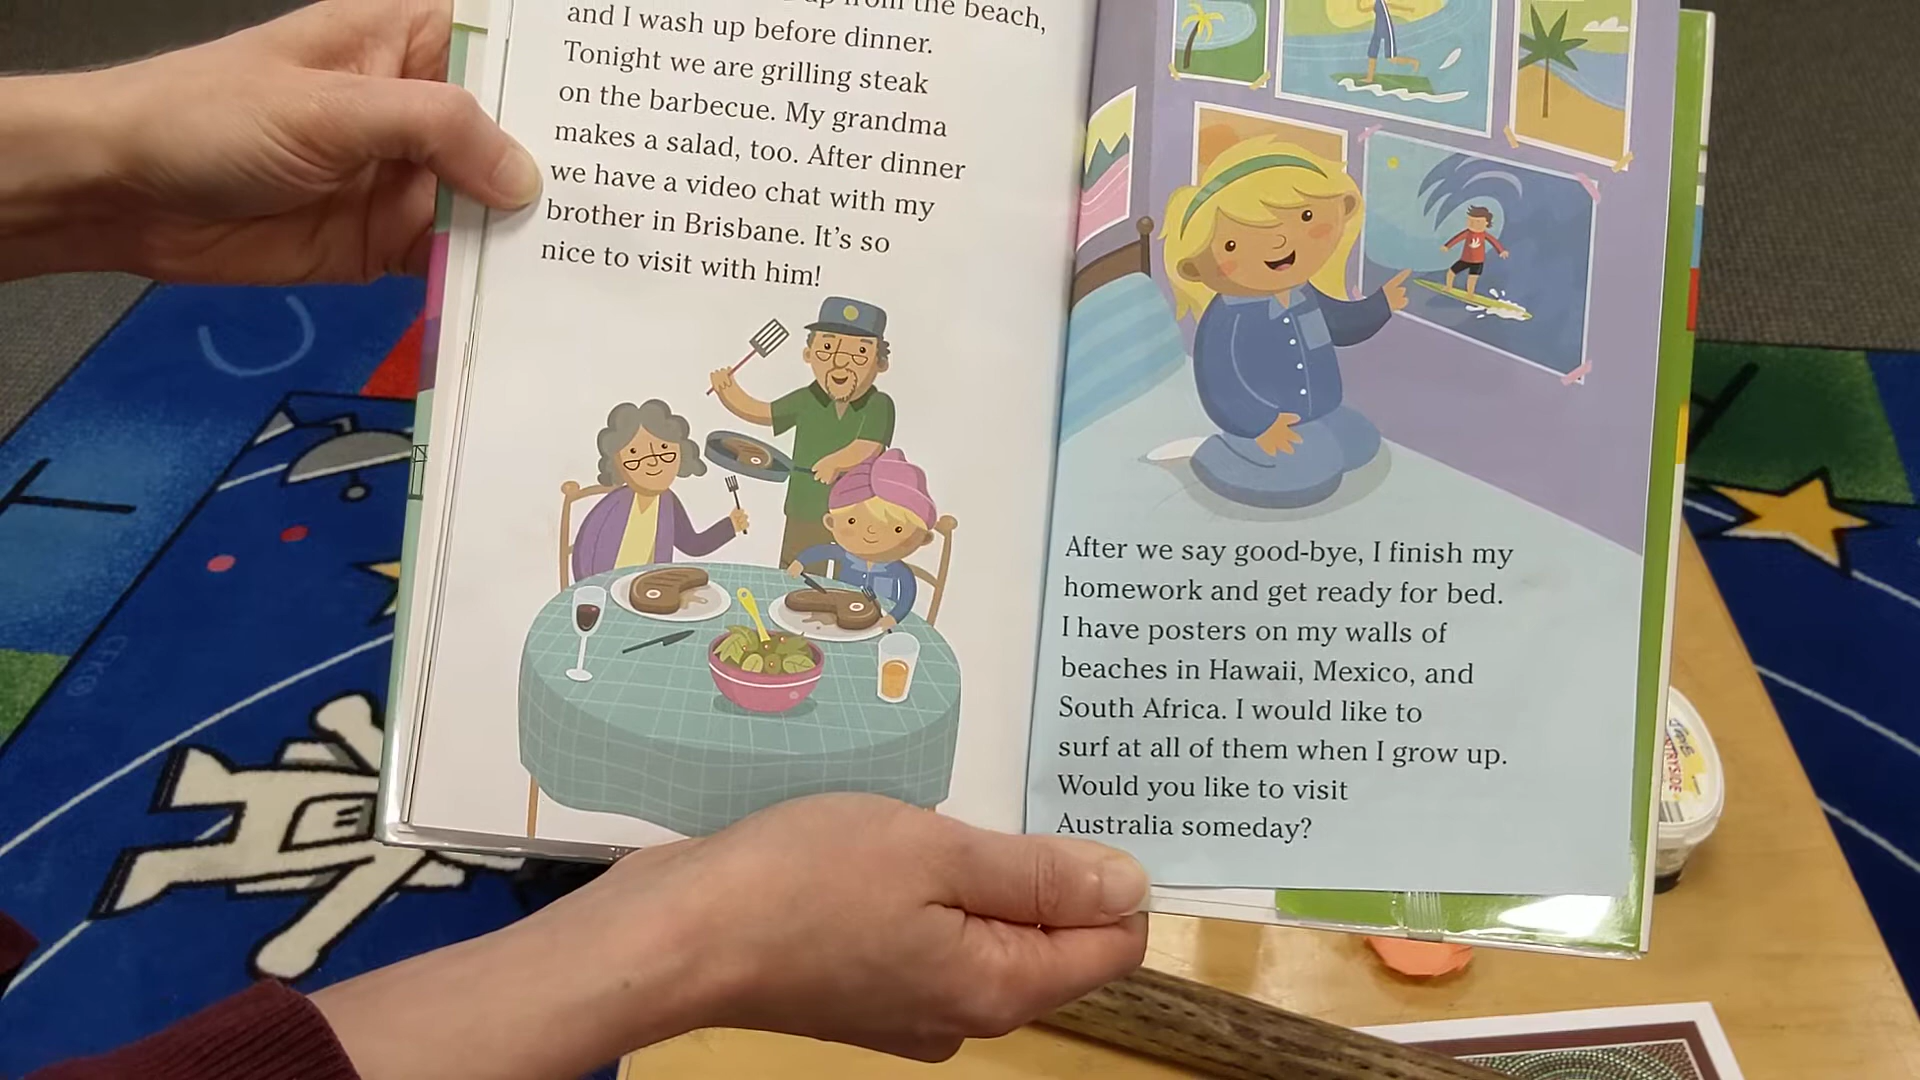 up from the beach,
and I wash up before dinner.
Tonight we are grilling steak
on the barbecue. My grandma
makes a salad, too. After dinner
we have a video chat with my
brother in Brisbane. It's so
nice to visit with him!
After we say good-bye, I finish my
homework and get ready for bed.
I have posters on my walls of
beaches in Hawaii, Mexico, and
South Africa. I would like to
surf at all of them when I grow up.
Would you like to visit
Australia someday?